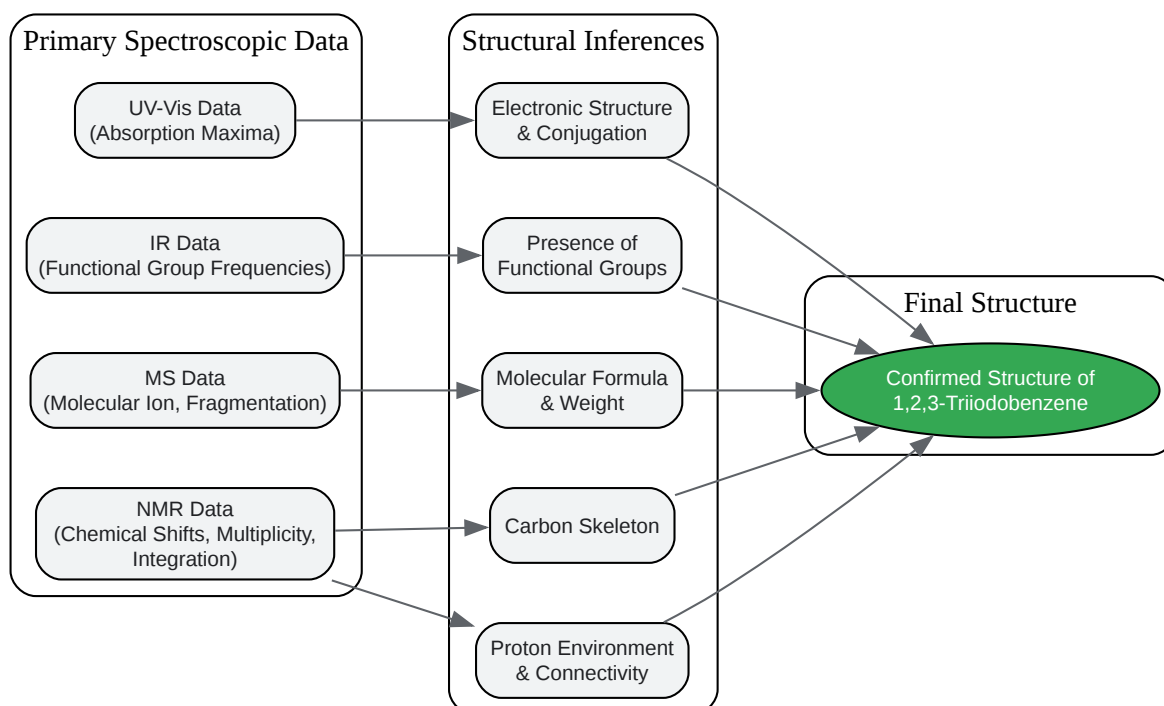 Primary Spectroscopic Data
UV-Vis Data
(Absorption Maxima)
IR Data
(Functional Group Frequencies)
MS Data
(Molecular Ion, Fragmentation)
NMR Data
(Chemical Shifts, Multiplicity,
Integration)
Structural Inferences
Electronic Structure
& Conjugation
Presence of
Functional Groups
Molecular Formula
& Weight
Carbon Skeleton
Proton Environment
& Connectivity
Final Structure
Confirmed Structure of
1,2,3-Triiodobenzene